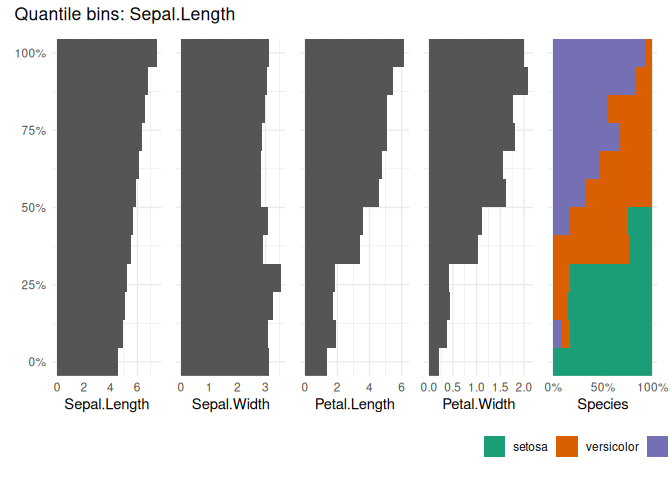 Quantile bins: Sepal.Length
100%
75%
50%
25%
0%
0 2 4 6
0 1 2 3
0 2 4 6
0.0 0.5 1.0 1.5 2.0
0% 50% 100%
Sepal.Length
Sepal.Width
Petal.Length
Petal.Width
Species
setosa versicolor